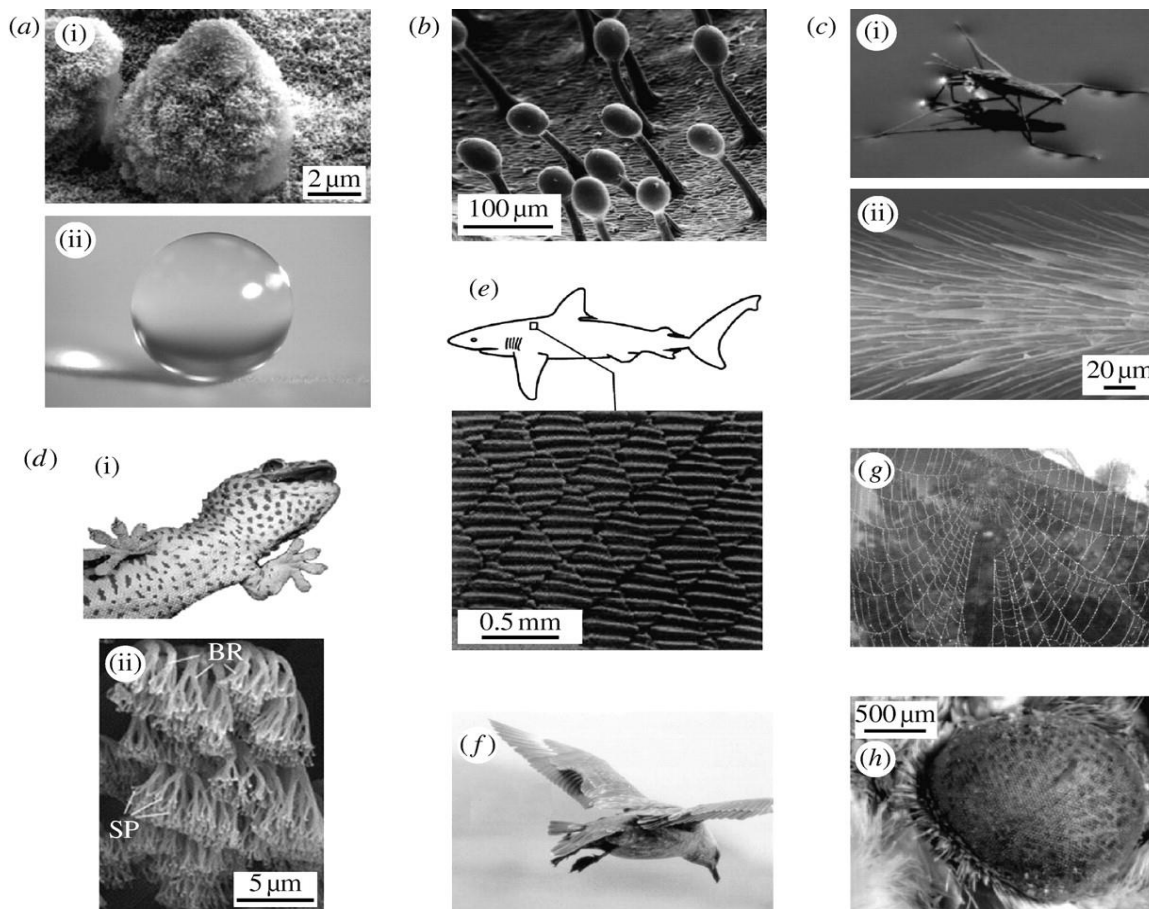 (a)
(i)
2 µm
(ii)
(b)
100 µm
(c)
(i)
(ii)
20 µm
(d)
(i)
(ii)
BR
SP
5 µm
(e)
0.5 mm
(f)
(g)
500 µm
(h)